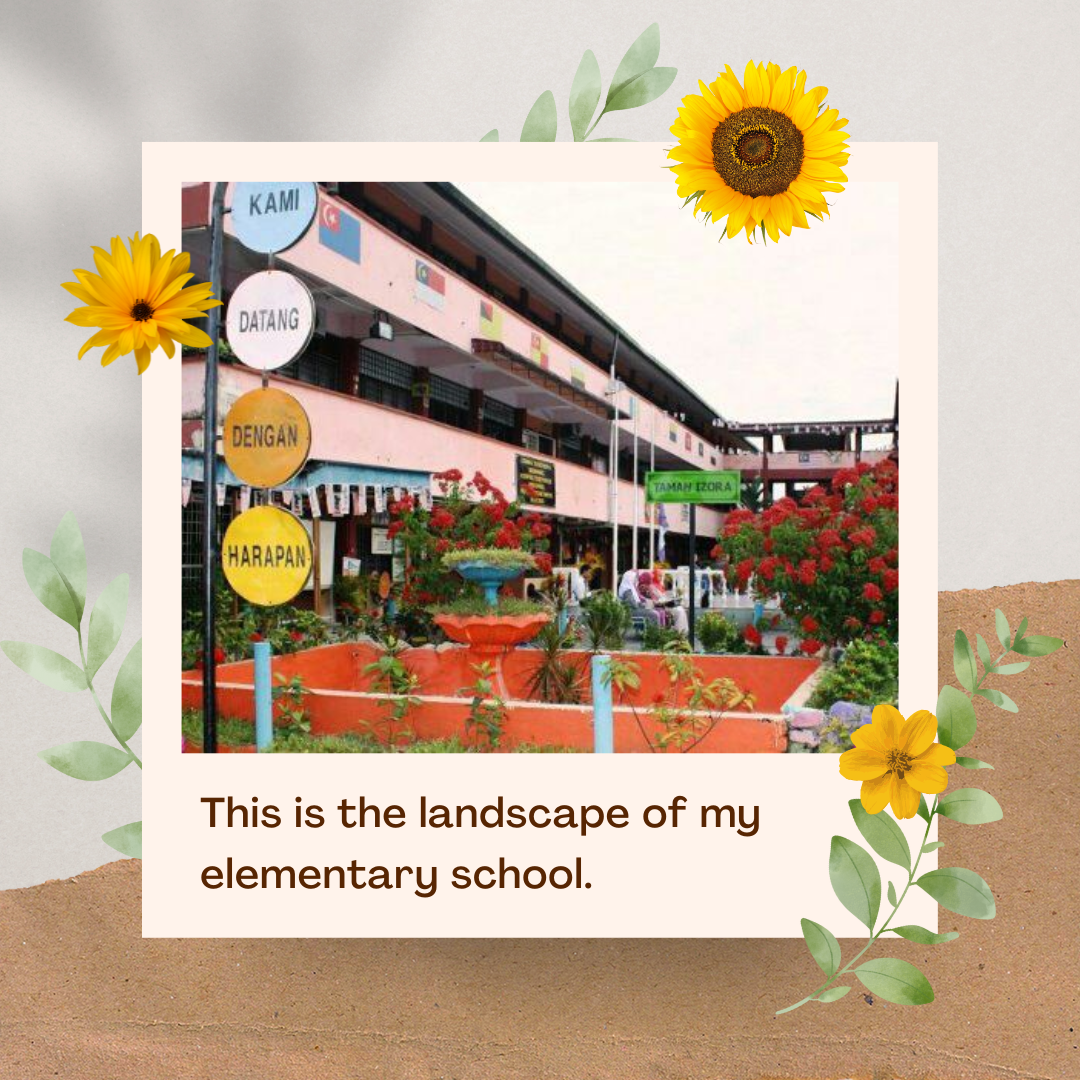 KAMI
DATANG
DENGAN
HARAPAN
TAMAN IZORA
This is the landscape of my
elementary school.